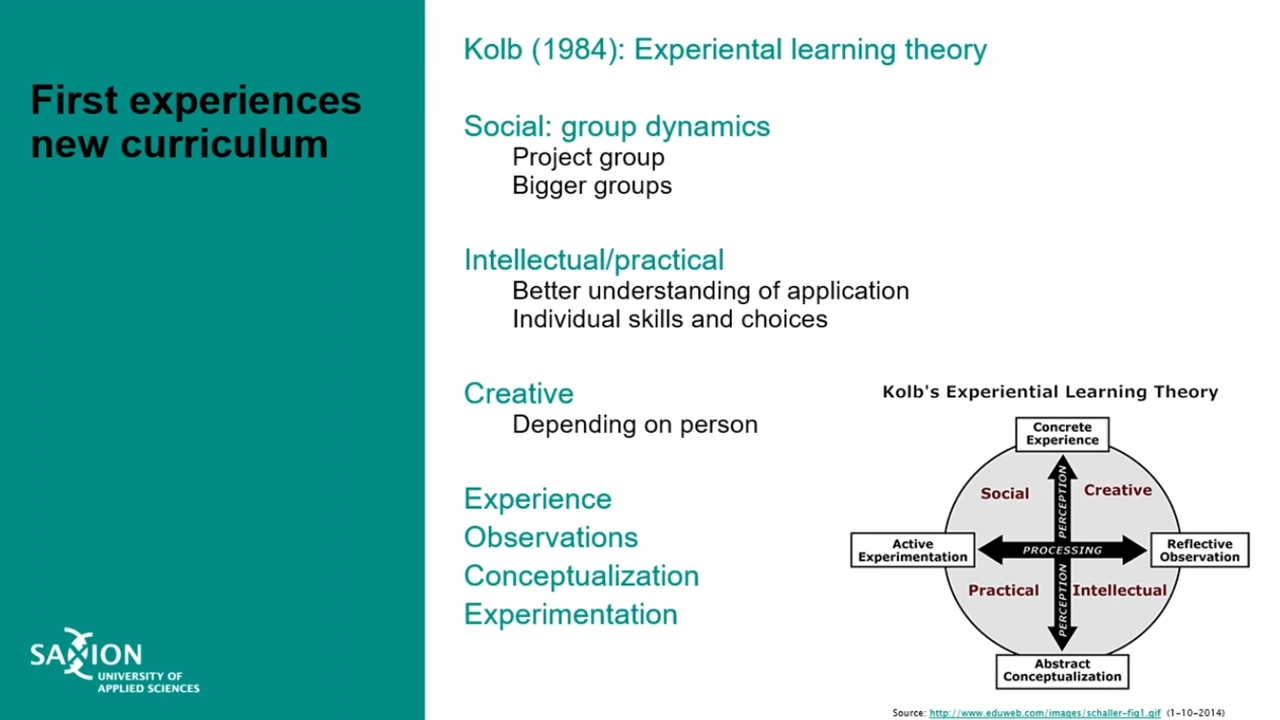 First experiences
new curriculum
Kolb (1984): Experiental learning theory
Social: group dynamics
Project group
Bigger groups
Intellectual/practical
Better understanding of application
Individual skills and choices
Creative
Depending on person
Experience
Observations
Conceptualization
Experimentation
Kolb's Experiential Learning Theory
Concrete
Experience
Social
Creative
PERCEPTION
Active
Experimentation
PROCESSING
Reflective
Observation
Practical
Intellectual
PERCEPTION
Abstract
Conceptualization
SAXION
UNIVERSITY OF
APPLIED SCIENCES
Source: http://www.eduweb.com/images/schaller-fig1.gif (1-10-2014)